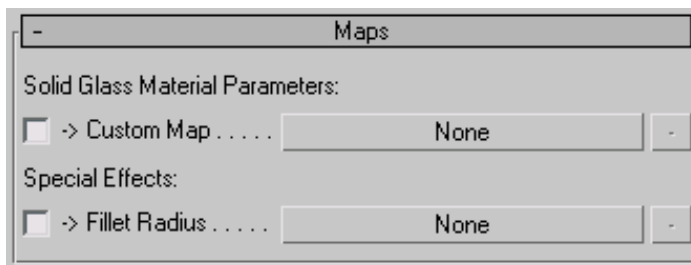 - Maps
Solid Glass Material Parameters:
-> Custom Map . . . . . None -
Special Effects:
-> Fillet Radius . . . . . None -